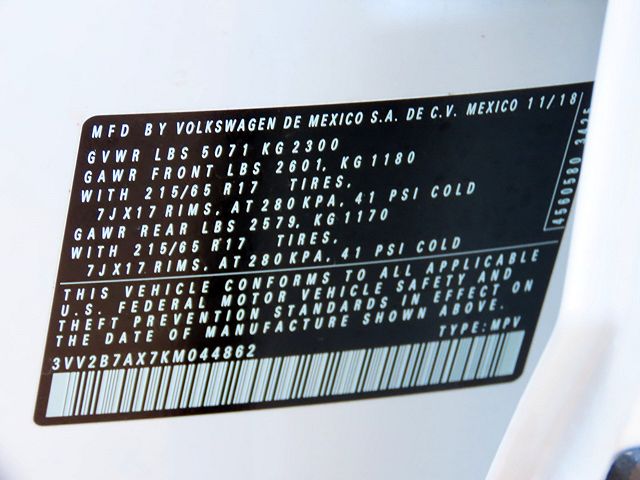 MFD BY VOLKSWAGEN DE MEXICO S.A. DE C.V. MEXICO 11/18
GVWR LBS 5071 KG 2300
GAWR FRONT LBS 2601, KG 1180
WITH 215/65 R17 TIRES,
7JX17 RIMS, AT 280 KPA, 41 PSI COLD
GAWR REAR LBS 2579, KG 1170
WITH 215/65 R17 TIRES,
7JX17 RIMS, AT 280 KPA, 41 PSI COLD
THIS VEHICLE CONFORMS TO ALL APPLICABLE
U.S. FEDERAL MOTOR VEHICLE SAFETY AND
THEFT PREVENTION STANDARDS IN EFFECT ON
THE DATE OF MANUFACTURE SHOWN ABOVE.
TYPE: MPV
3VV2B7AX7KM044862
4560580